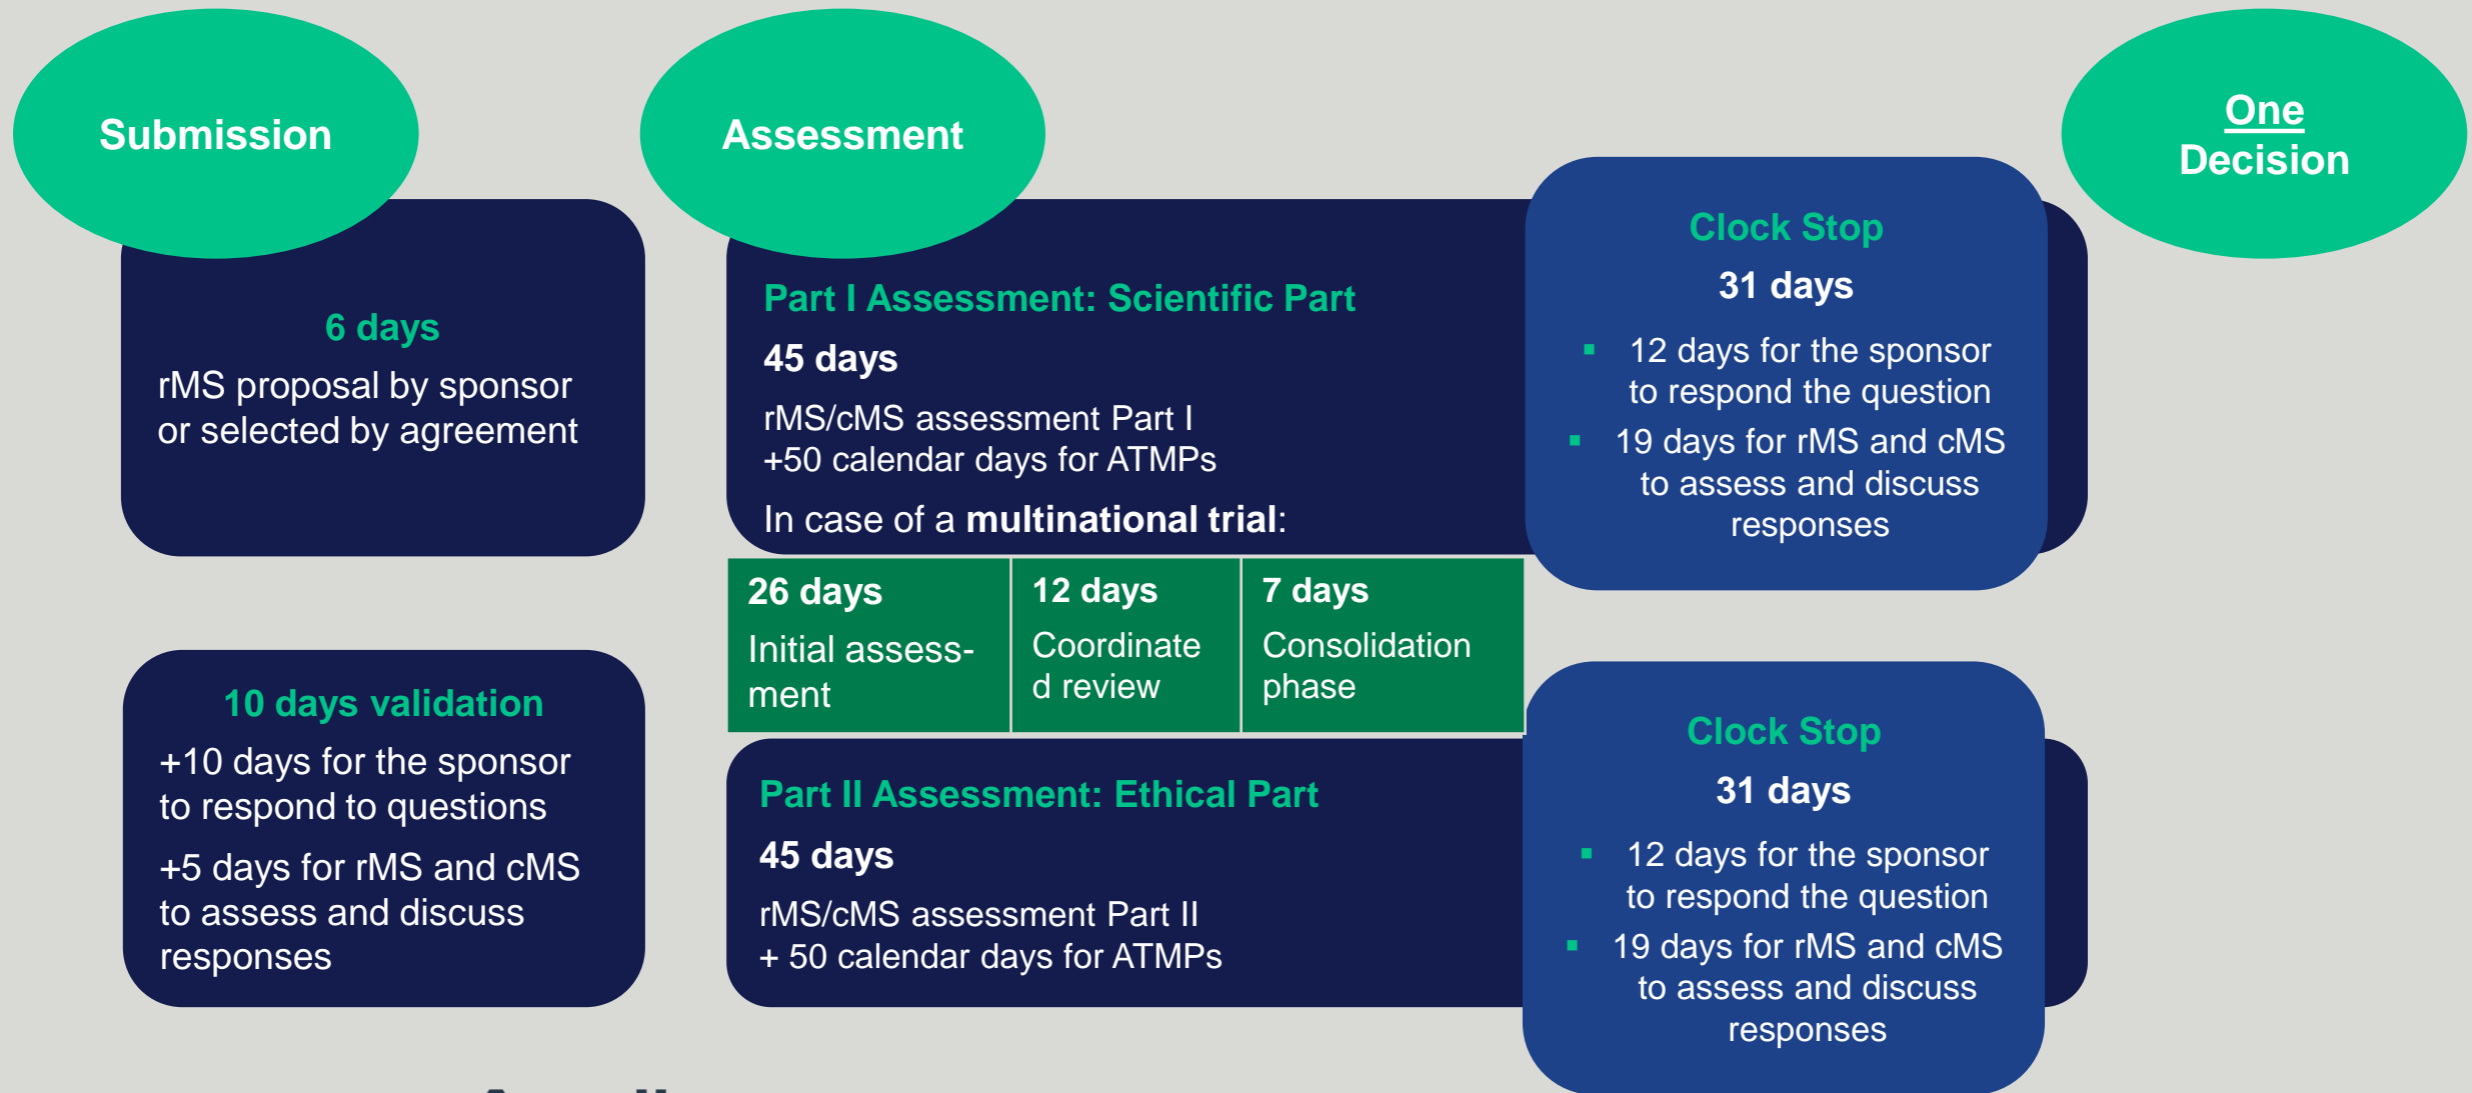 Submission
6 days
rMS proposal by sponsor
or selected by agreement
10 days validation
+10 days for the sponsor
to respond to questions
+5 days for rMS and cMS
to assess and discuss
responses
Assessment
Part I Assessment: Scientific Part
45 days
rMS/cMS assessment Part I
+50 calendar days for ATMPs
In case of a multinational trial:
26 days
Initial assess-
ment
12 days
Coordinate
d review
7 days
Consolidation
phase
Part II Assessment: Ethical Part
45 days
rMS/cMS assessment Part II
+ 50 calendar days for ATMPs
Clock Stop
31 days
▪ 12 days for the sponsor
to respond the question
▪ 19 days for rMS and cMS
to assess and discuss
responses
Clock Stop
31 days
▪ 12 days for the sponsor
to respond the question
▪ 19 days for rMS and cMS
to assess and discuss
responses
One
Decision